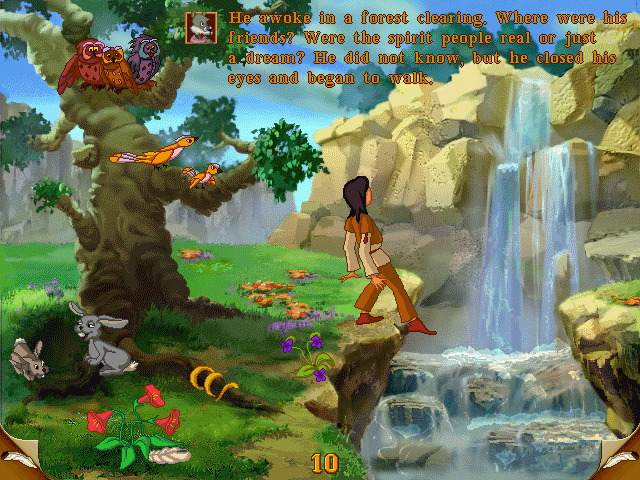 He awoke in a forest clearing. Where were his
friends? Were the spirit people real or just
a dream? He did not know, but he closed his
eyes and began to walk.
10